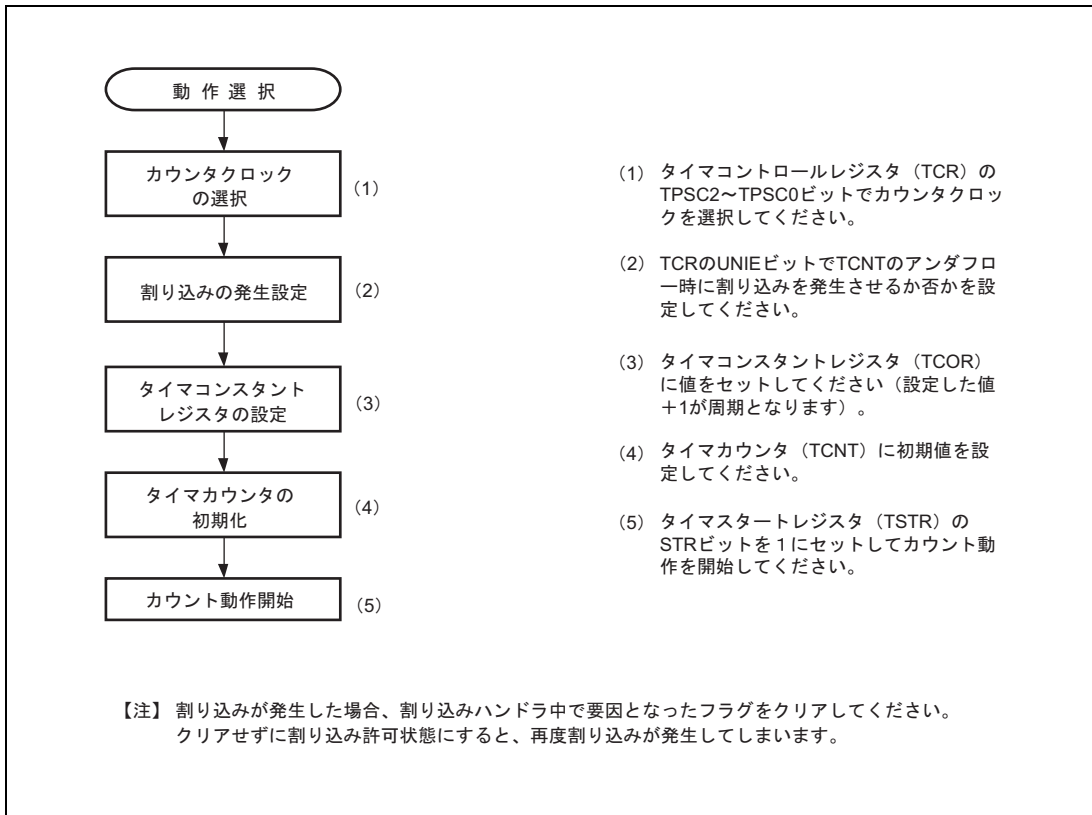 動 作 選 択
カウンタクロック
の選択
(1)
割り込みの発生設定
(2)
タイマコンスタント
レジスタの設定
(3)
タイマカウンタの
初期化
(4)
カウント動作開始
(5)
(1) タイマコントロールレジスタ（TCR）の
TPSC2～TPSC0ビットでカウンタクロッ
クを選択してください。
(2) TCRのUNIEビットでTCNTのアンダフロ
ー時に割り込みを発生させるか否かを設
定してください。
(3) タイマコンスタントレジスタ（TCOR）
に値をセットしてください（設定した値
＋1が周期となります）。
(4) タイマカウンタ（TCNT）に初期値を設
定してください。
(5) タイマスタートレジスタ（TSTR）の
STRビットを１にセットしてカウント動
作を開始してください。
【注】 割り込みが発生した場合、割り込みハンドラ中で要因となったフラグをクリアしてください。
クリアせずに割り込み許可状態にすると、再度割り込みが発生してしまいます。